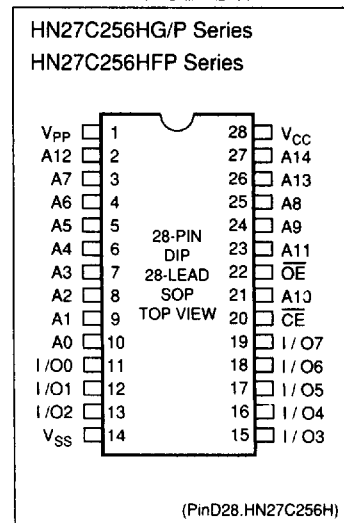 HN27C256HG/P Series
HN27C256HFP Series
VPP 1 28 VCC
A12 2 27 A14
A7 3 26 A13
A6 4 25 A8
A5 5 24 A9
A4 6 23 A11
A3 7 22 OE
A2 8 21 A10
A1 9 20 CE
A0 10 19 I/O7
I/O0 11 18 I/O6
I/O1 12 17 I/O5
I/O2 13 16 I/O4
VSS 14 15 I/O3
28-PIN
DIP
28-LEAD
SOP
TOP VIEW
(PinD28.HN27C256H)